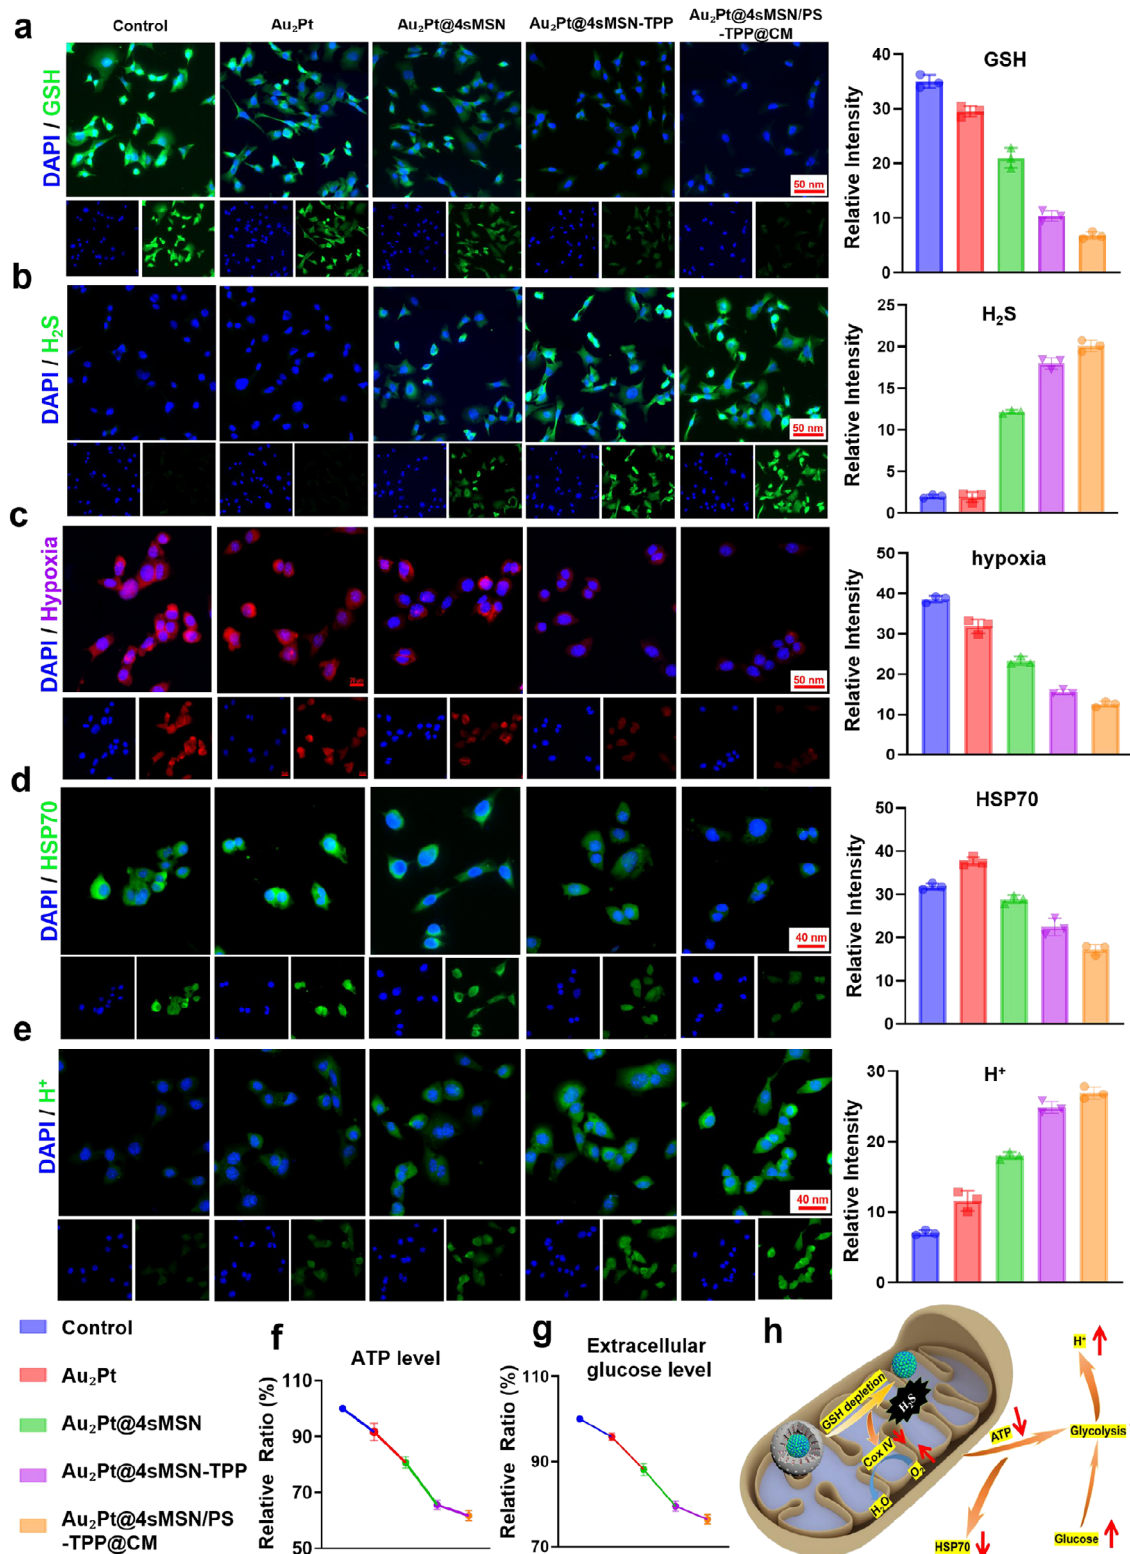 a
Control
Au₂Pt
Au₂Pt@4sMSN
Au₂Pt@4sMSN-TPP
Au₂Pt@4sMSN/PS
-TPP@CM
DAPI / GSH
50 nm
GSH
Relative Intensity
40
30
20
10
0
b
DAPI / H₂S
50 nm
H₂S
Relative Intensity
25
20
15
10
5
0
c
DAPI / Hypoxia
50 nm
hypoxia
Relative Intensity
50
40
30
20
10
0
d
DAPI / HSP70
40 nm
HSP70
Relative Intensity
50
40
30
20
10
0
e
DAPI / H⁺
40 nm
H⁺
Relative Intensity
30
20
10
0
Control
Au₂Pt
Au₂Pt@4sMSN
Au₂Pt@4sMSN-TPP
Au₂Pt@4sMSN/PS
-TPP@CM
f
ATP level
Relative Ratio (%)
110
90
70
50
g
Extracellular
glucose level
Relative Ratio (%)
110
90
70
h
GSH depletion
H₂S
Cox IV
O₂
H₂O
ATP
HSP70
H⁺
Glycolysis
Glucose